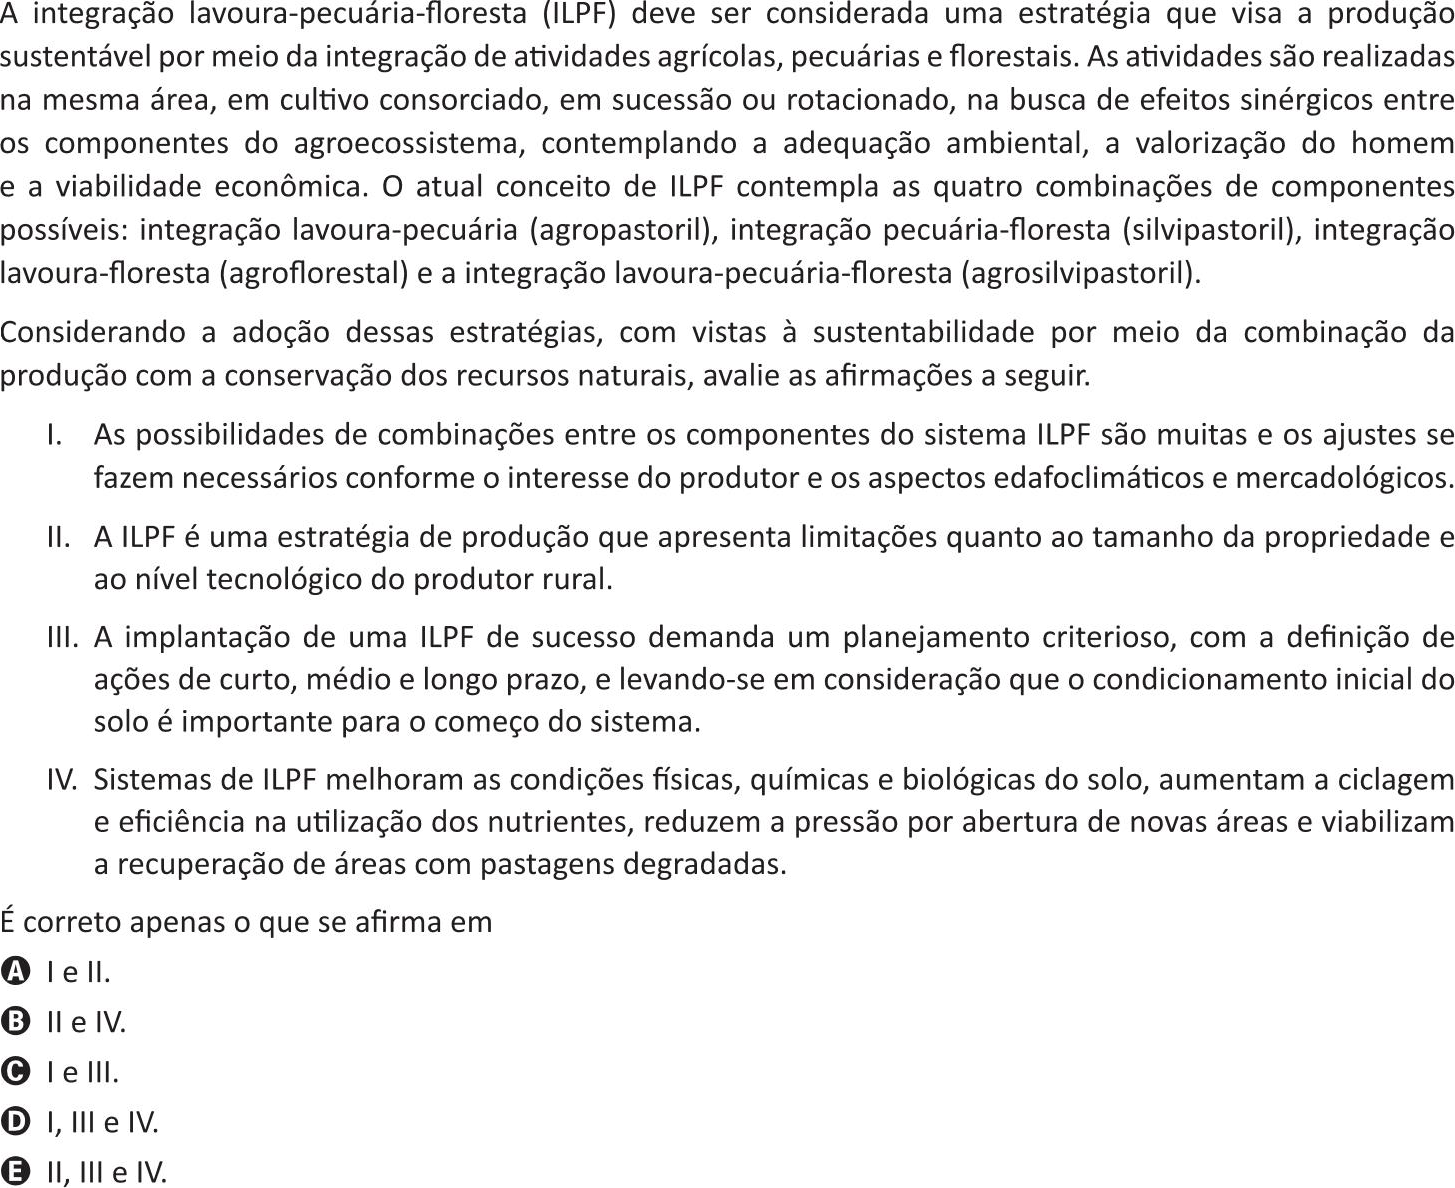 A integração lavoura-pecuária-floresta (ILPF) deve ser considerada uma estratégia que visa a produção
sustentável por meio da integração de atividades agrícolas, pecuárias e florestais. As atividades são realizadas
na mesma área, em cultivo consorciado, em sucessão ou rotacionado, na busca de efeitos sinérgicos entre
os componentes do agroecossistema, contemplando a adequação ambiental, a valorização do homem
e a viabilidade econômica. O atual conceito de ILPF contempla as quatro combinações de componentes
possíveis: integração lavoura-pecuária (agropastoril), integração pecuária-floresta (silvipastoril), integração
lavoura-floresta (agroflorestal) e a integração lavoura-pecuária-floresta (agrosilvipastoril).
Considerando a adoção dessas estratégias, com vistas à sustentabilidade por meio da combinação da
produção com a conservação dos recursos naturais, avalie as afirmações a seguir.
I. As possibilidades de combinações entre os componentes do sistema ILPF são muitas e os ajustes se
fazem necessários conforme o interesse do produtor e os aspectos edafoclimáticos e mercadológicos.
II. A ILPF é uma estratégia de produção que apresenta limitações quanto ao tamanho da propriedade e
ao nível tecnológico do produtor rural.
III. A implantação de uma ILPF de sucesso demanda um planejamento criterioso, com a definição de
ações de curto, médio e longo prazo, e levando-se em consideração que o condicionamento inicial do
solo é importante para o começo do sistema.
IV. Sistemas de ILPF melhoram as condições físicas, químicas e biológicas do solo, aumentam a ciclagem
e eficiência na utilização dos nutrientes, reduzem a pressão por abertura de novas áreas e viabilizam
a recuperação de áreas com pastagens degradadas.
É correto apenas o que se afirma em
A I e II.
B II e IV.
C I e III.
D I, III e IV.
E II, III e IV.